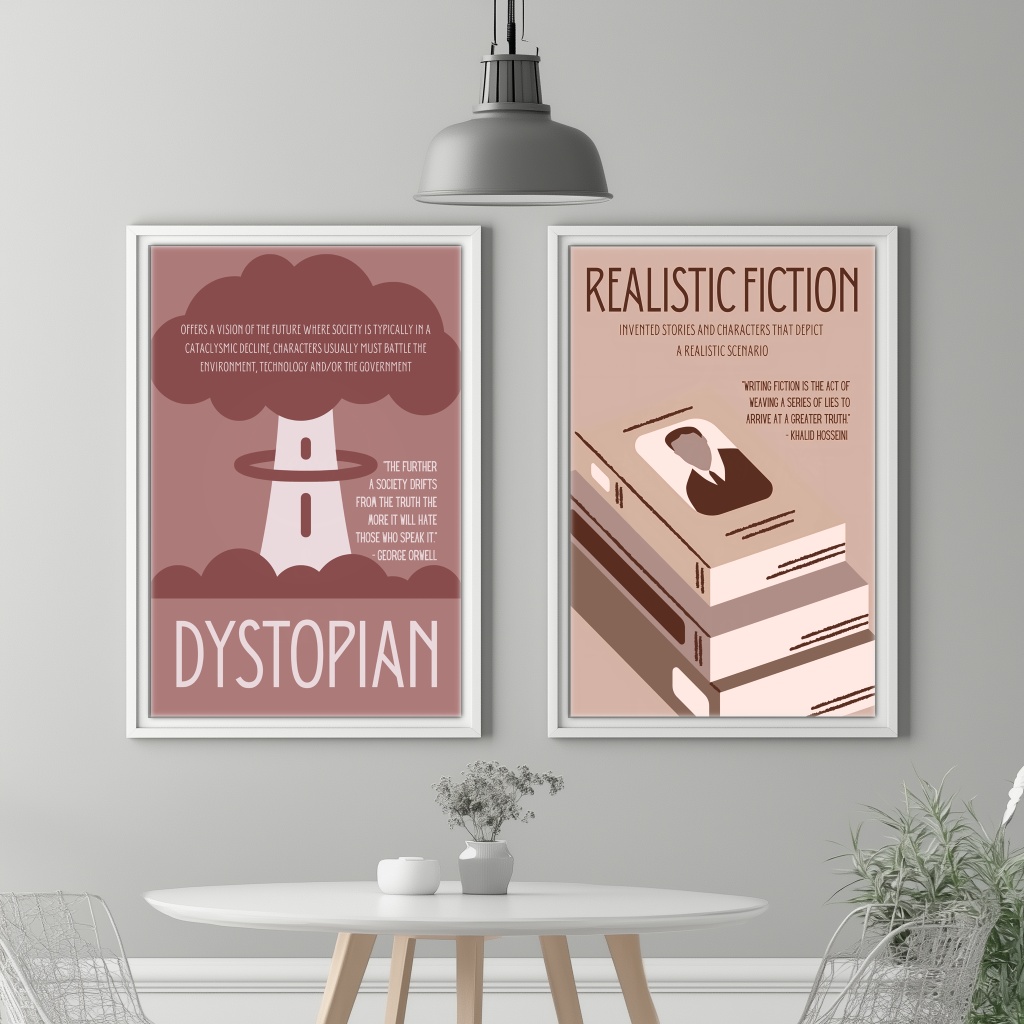 OFFERS A VISION OF THE FUTURE WHERE SOCIETY IS TYPICALLY IN A
CATACLYSMIC DECLINE, CHARACTERS USUALLY MUST BATTLE THE
ENVIRONMENT, TECHNOLOGY AND/OR THE GOVERNMENT
"THE FURTHER
A SOCIETY DRIFTS
FROM THE TRUTH THE
MORE IT WILL HATE
THOSE WHO SPEAK IT."
- GEORGE ORWELL
DYSTOPIAN
REALISTIC FICTION
INVENTED STORIES AND CHARACTERS THAT DEPICT
A REALISTIC SCENARIO
"WRITING FICTION IS THE ACT OF
WEAVING A SERIES OF LIES TO
ARRIVE AT A GREATER TRUTH."
- KHALID HOSSEINI